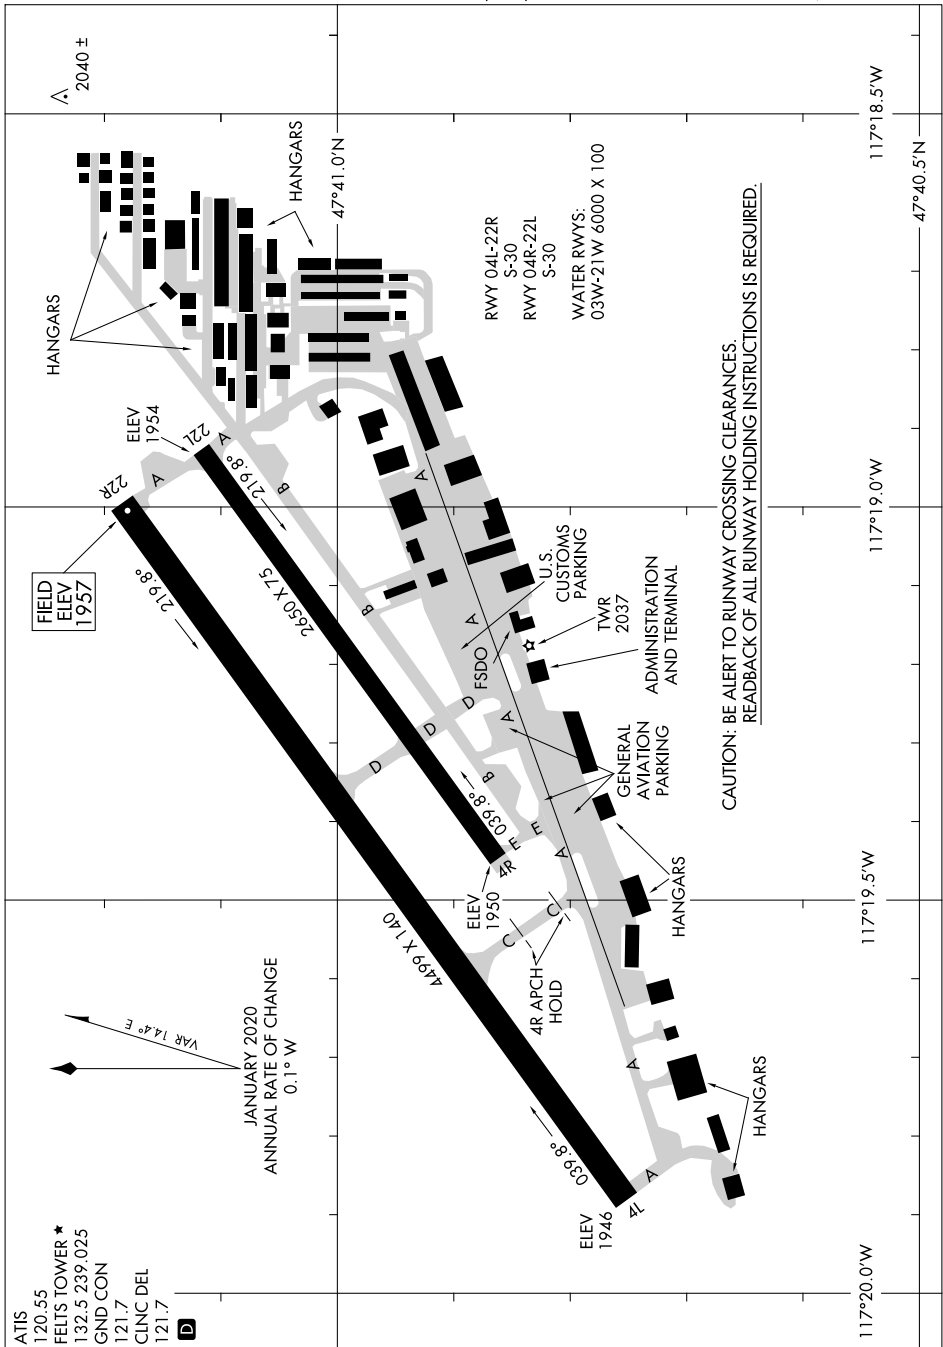 ATIS
120.55
FELTS TOWER ★
132.5 239.025
GND CON
121.7
CLNC DEL
121.7
D
VAR 14.4° E
JANUARY 2020
ANNUAL RATE OF CHANGE
0.1° W
FIELD
ELEV
1957
HANGARS
2040 ±
22R
A
ELEV
1954
22L
A
219.8°
219.8°
2650 X 75
4499 X 140
B
B
B
HANGARS
47°41.0'N
D
D
D
039.8°
4R
ELEV
1950
E
E
C
C
4R APCH
HOLD
039.8°
ELEV
1946
4L
A
A
A
A
A
A
U.S.
CUSTOMS
PARKING
FSDO
TWR
2037
ADMINISTRATION
AND TERMINAL
GENERAL
AVIATION
PARKING
HANGARS
HANGARS
RWY 04L-22R
S-30
RWY 04R-22L
S-30
WATER RWYS:
03W-21W 6000 X 100
CAUTION: BE ALERT TO RUNWAY CROSSING CLEARANCES.
READBACK OF ALL RUNWAY HOLDING INSTRUCTIONS IS REQUIRED.
117°20.0'W
117°19.5'W
117°19.0'W
117°18.5'W
47°40.5'N